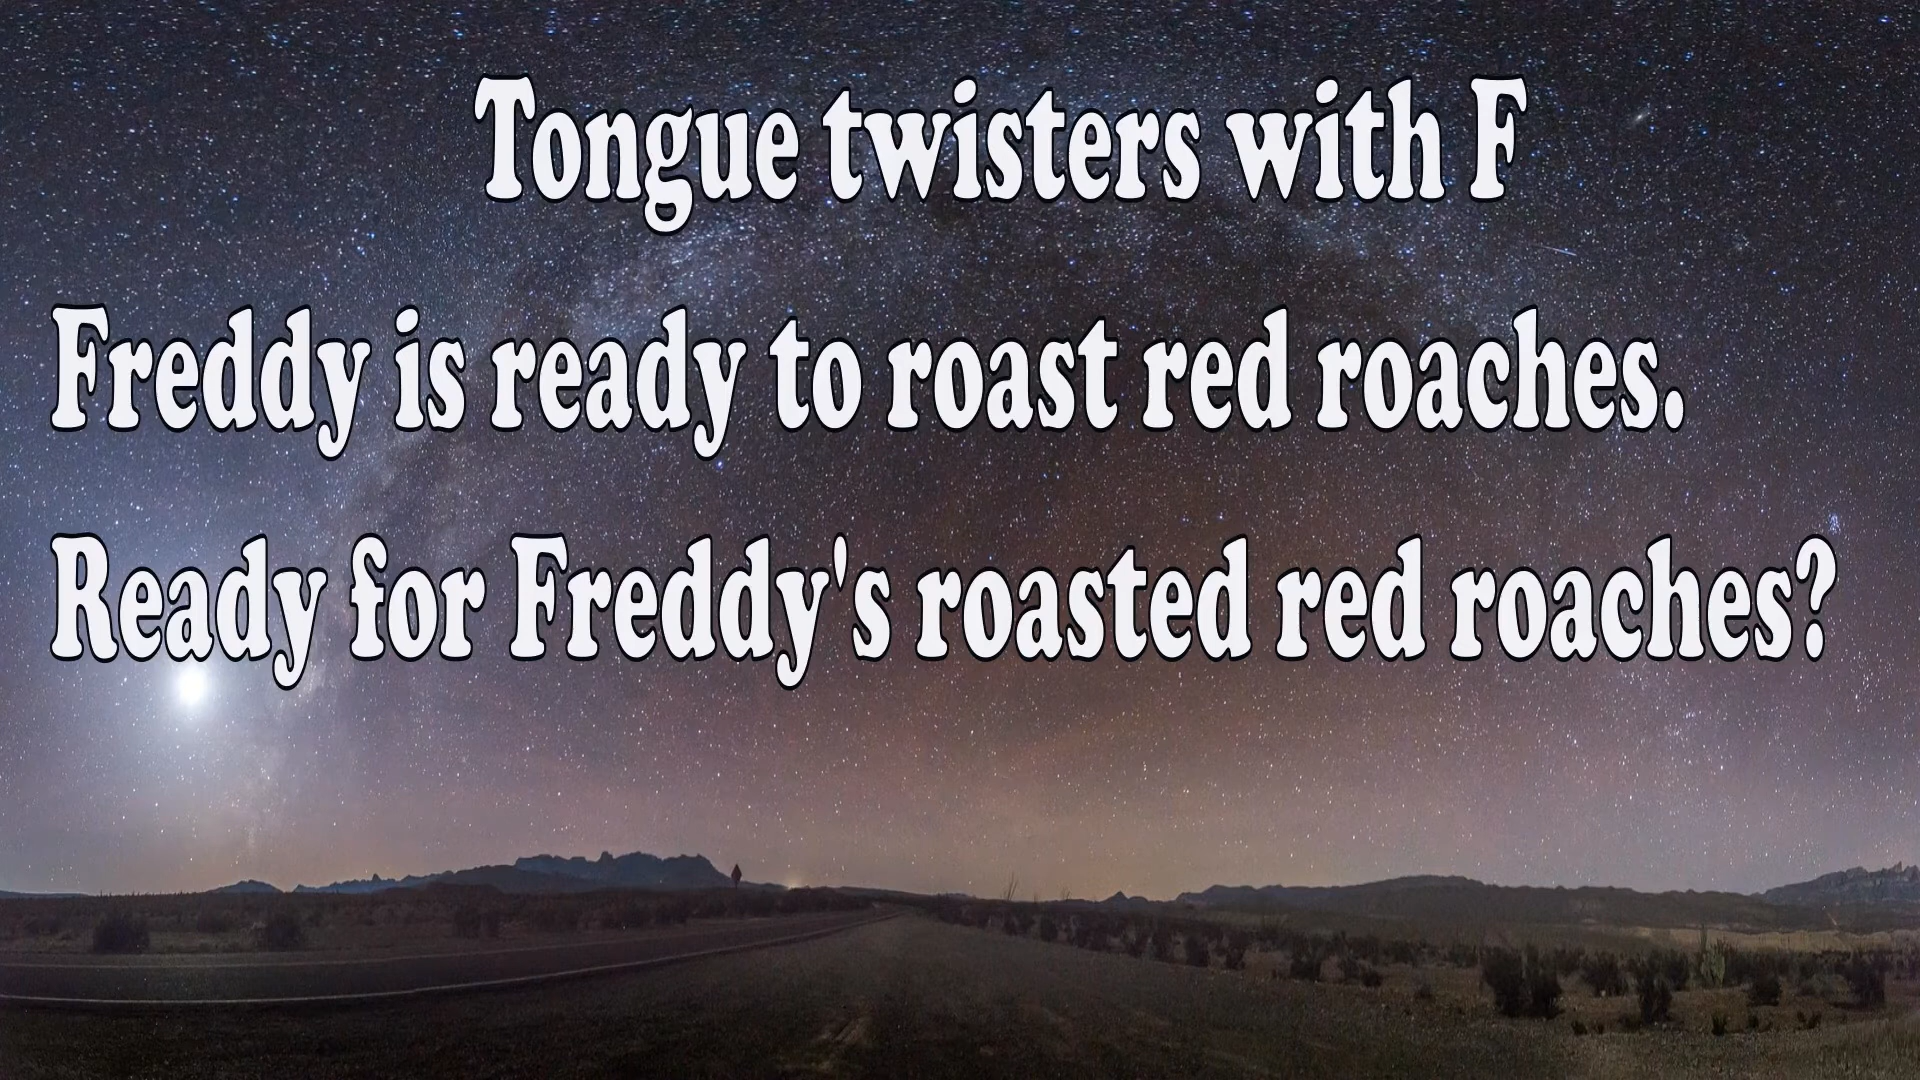 Tongue twisters with F
Freddy is ready to roast red roaches.
Ready for Freddy's roasted red roaches?